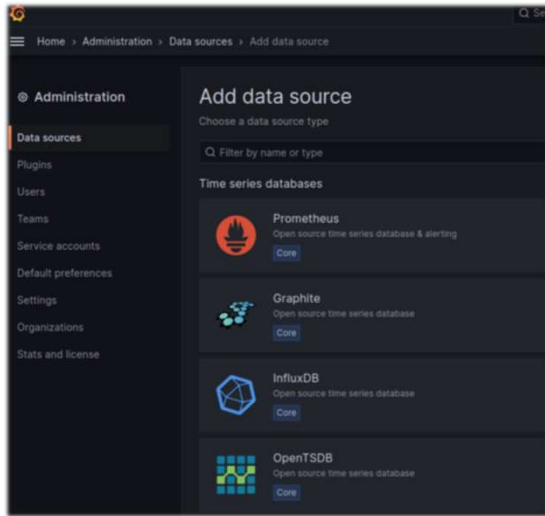 Home > Administration > Data sources > Add data source
Administration
Data sources
Plugins
Users
Teams
Service accounts
Default preferences
Settings
Organizations
Stats and license
Add data source
Choose a data source type
Filter by name or type
Time series databases
Prometheus
Open source time series database & alerting
Core
Graphite
Open source time series database
Core
InfluxDB
Open source time series database
Core
OpenTSDB
Open source time series database
Core